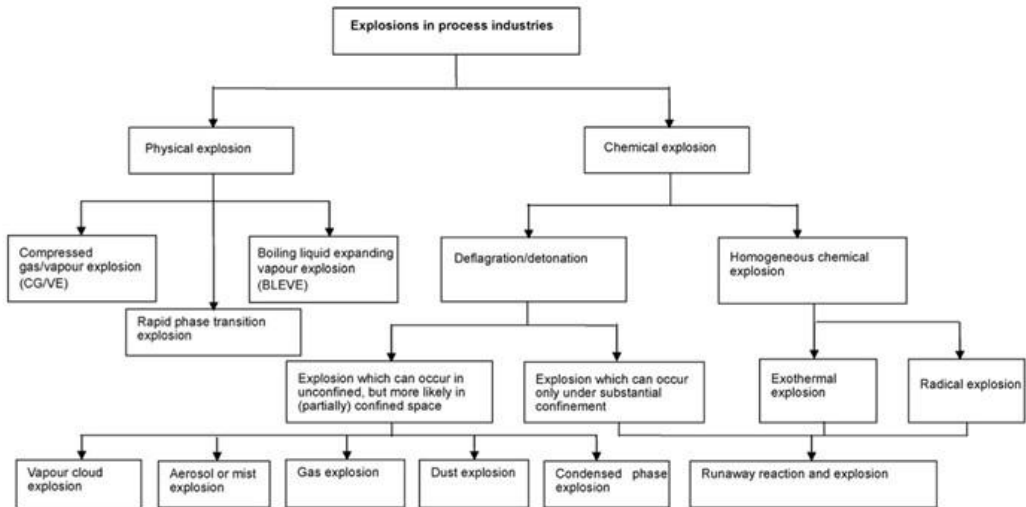 Explosions in process industries
Physical explosion
Chemical explosion
Compressed
gas/vapour explosion
(CG/VE)
Boiling liquid expanding
vapour explosion
(BLEVE)
Deflagration/detonation
Homogeneous chemical
explosion
Rapid phase transition
explosion
Explosion which can occur in
unconfined, but more likely in
(partially) confined space
Explosion which can occur
only under substantial
confinement
Exothermal
explosion
Radical explosion
Vapour cloud
explosion
Aerosol or mist
explosion
Gas explosion
Dust explosion
Condensed phase
explosion
Runaway reaction and explosion